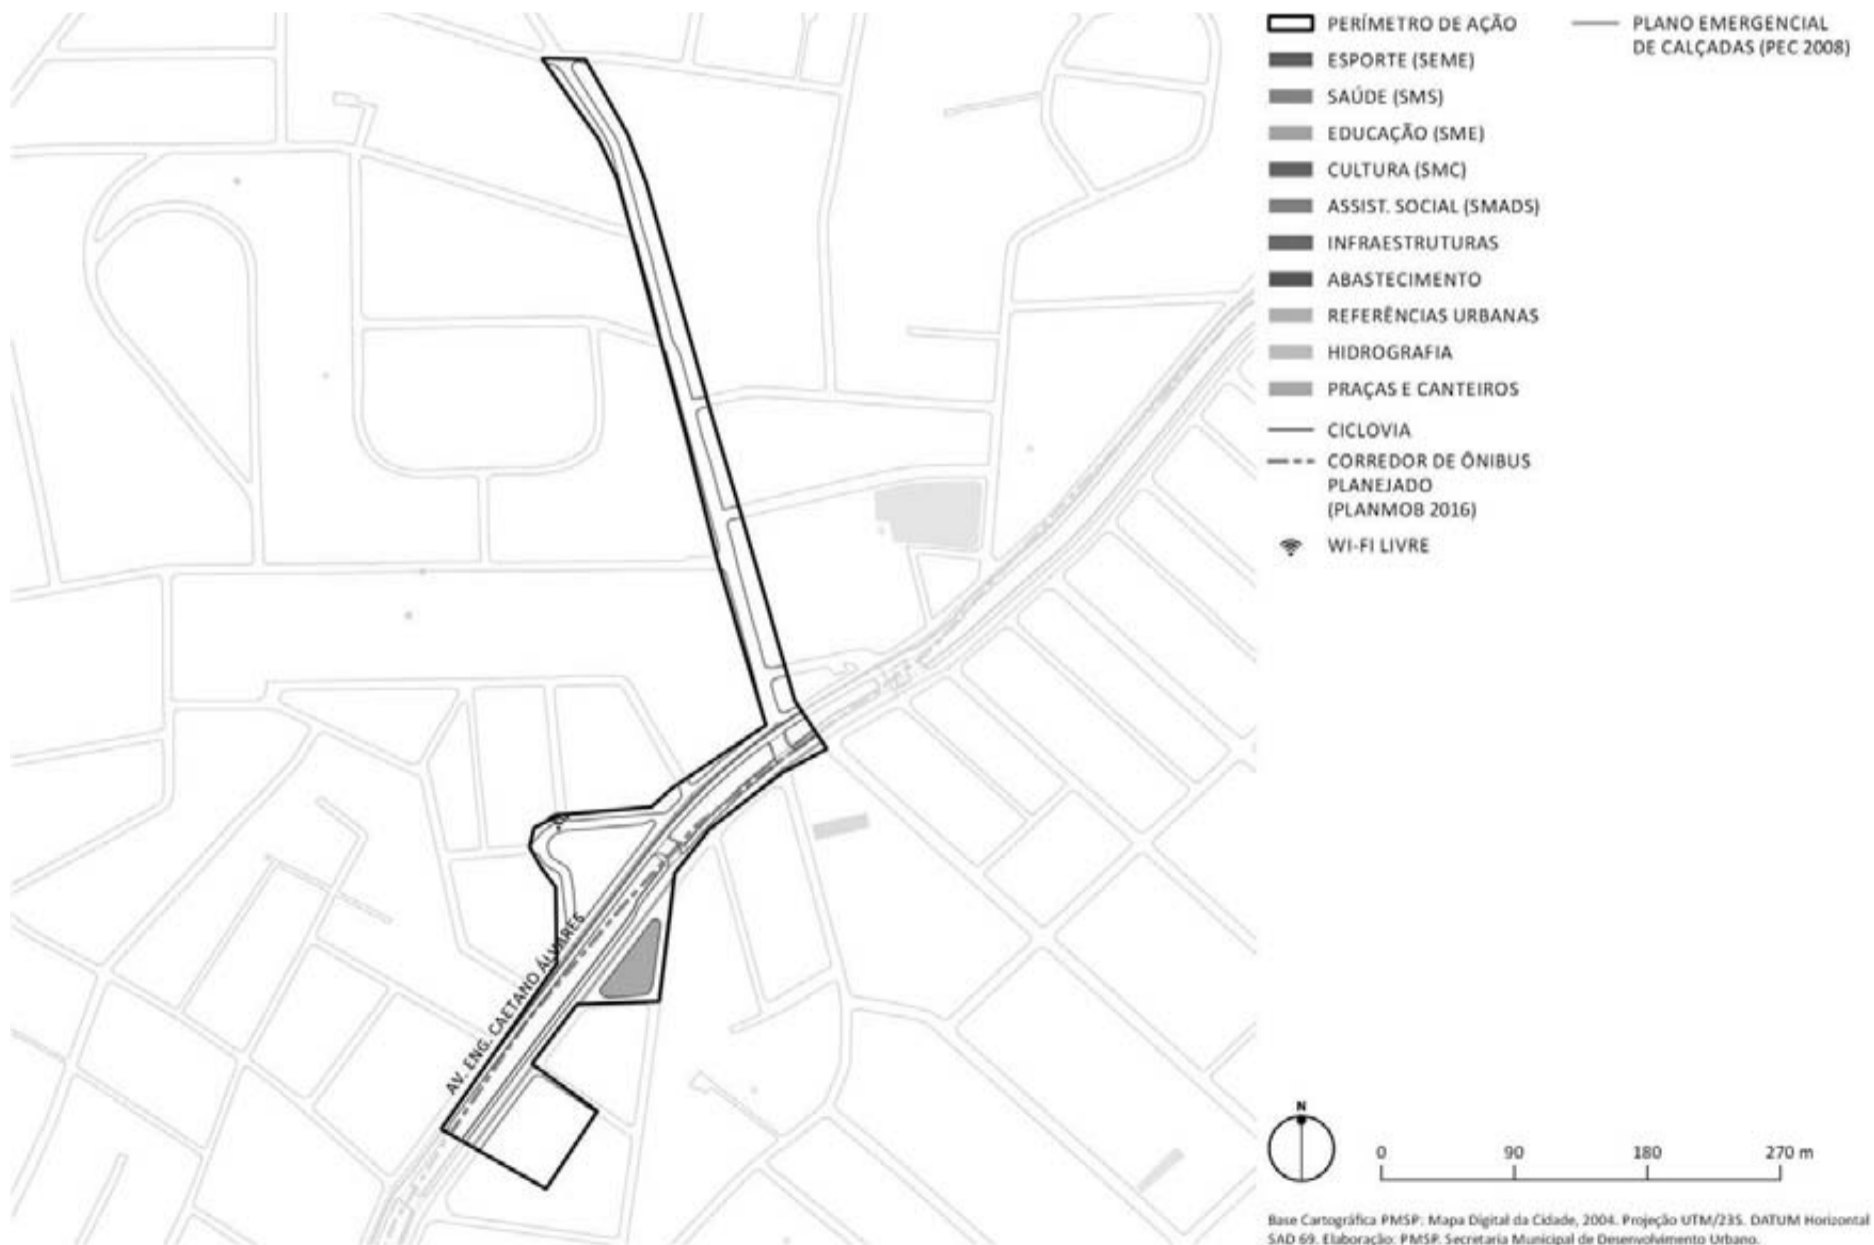 PERÍMETRO DE AÇÃO
ESPORTE (SEME)
SAÚDE (SMS)
EDUCAÇÃO (SME)
CULTURA (SMC)
ASSIST. SOCIAL (SMADS)
INFRAESTRUTURAS
ABASTECIMENTO
REFERÊNCIAS URBANAS
HIDROGRAFIA
PRAÇAS E CANTEIROS
CICLOVIA
CORREDOR DE ÔNIBUS
PLANEJADO
(PLANMOB 2016)
WI-FI LIVRE
PLANO EMERGENCIAL
DE CALÇADAS (PEC 2008)
AV. ENG. CAETANO ÁLVARES
N
0 90 180 270 m
Base Cartográfica PMSP: Mapa Digital da Cidade, 2004. Projeção UTM/23S. DATUM Horizontal
SAD 69. Elaboração: PMSP. Secretaria Municipal de Desenvolvimento Urbano.